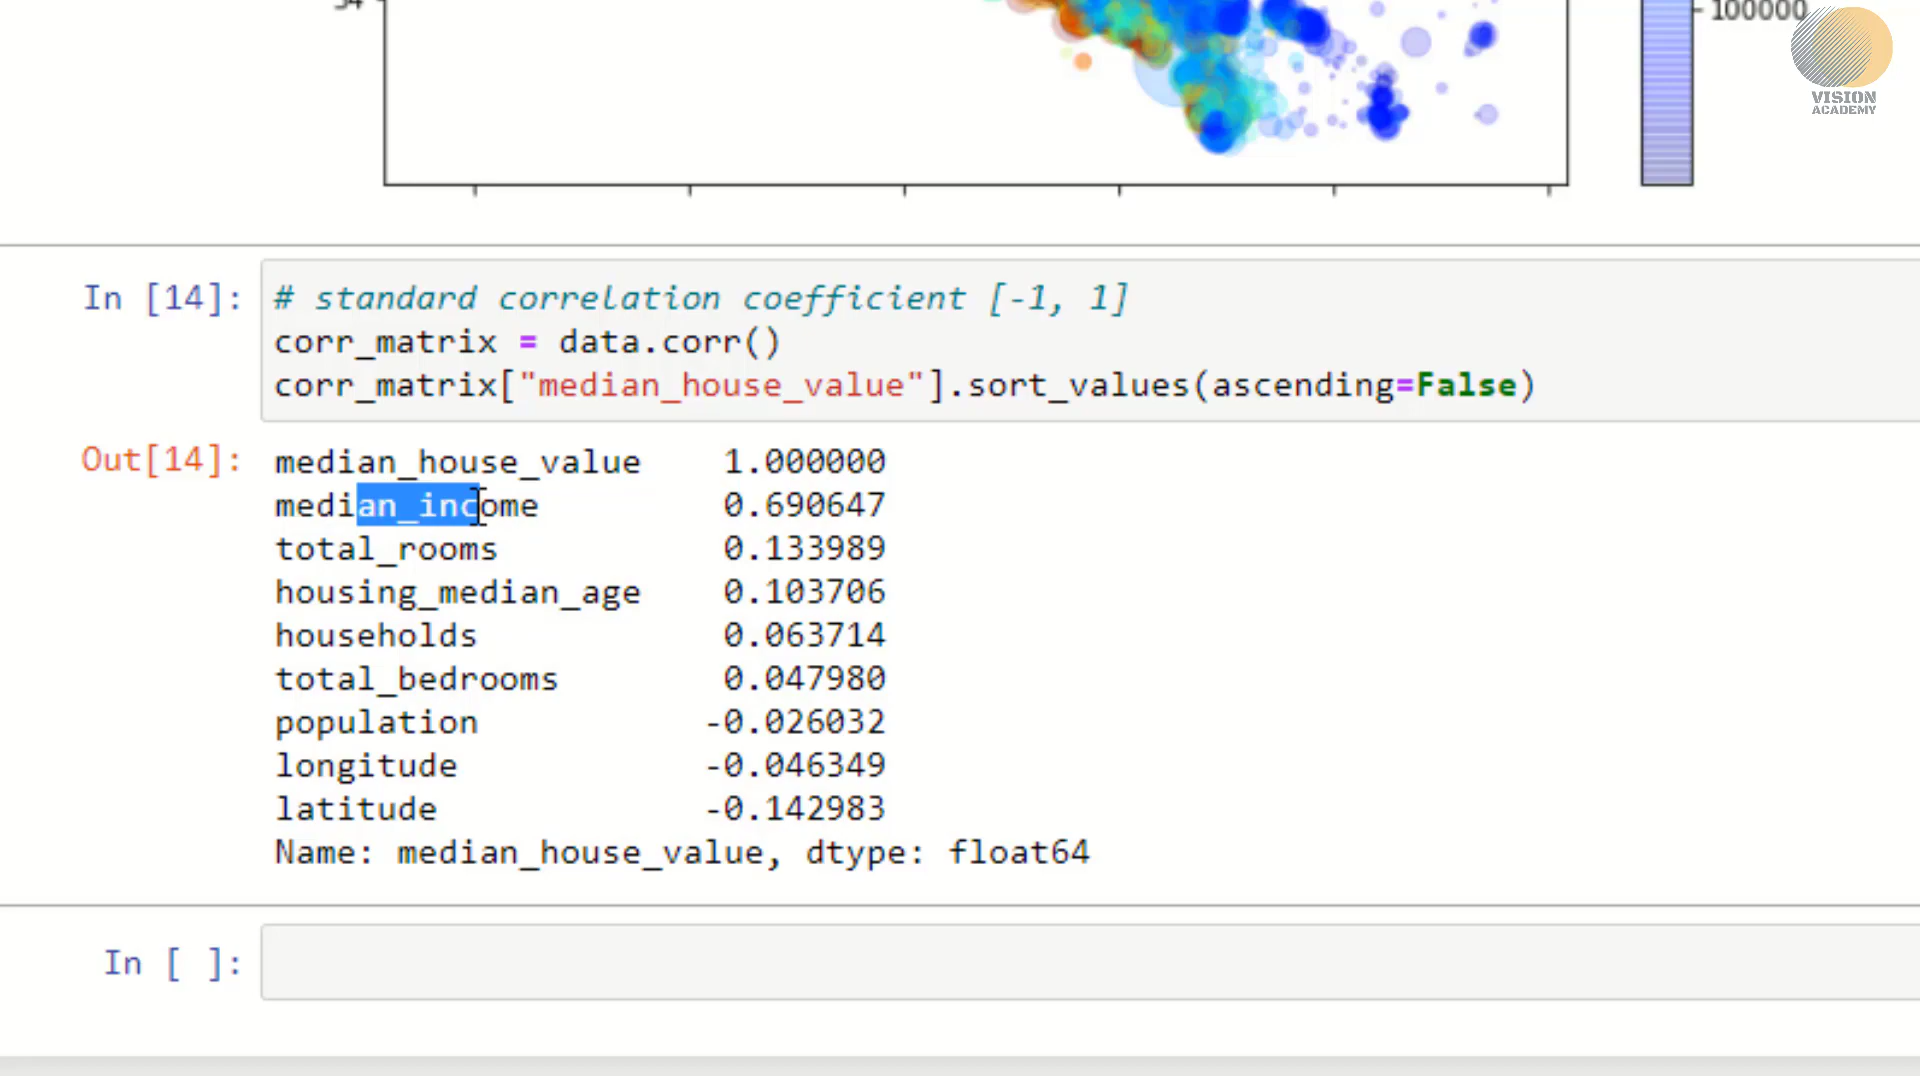 100000
VISION
ACADEMY
In [14]:
# standard correlation coefficient [-1, 1]
corr_matrix = data.corr()
corr_matrix["median_house_value"].sort_values(ascending=False)
Out[14]:
median_house_value 1.000000
median_income 0.690647
total_rooms 0.133989
housing_median_age 0.103706
households 0.063714
total_bedrooms 0.047980
population -0.026032
longitude -0.046349
latitude -0.142983
Name: median_house_value, dtype: float64
In [ ]: